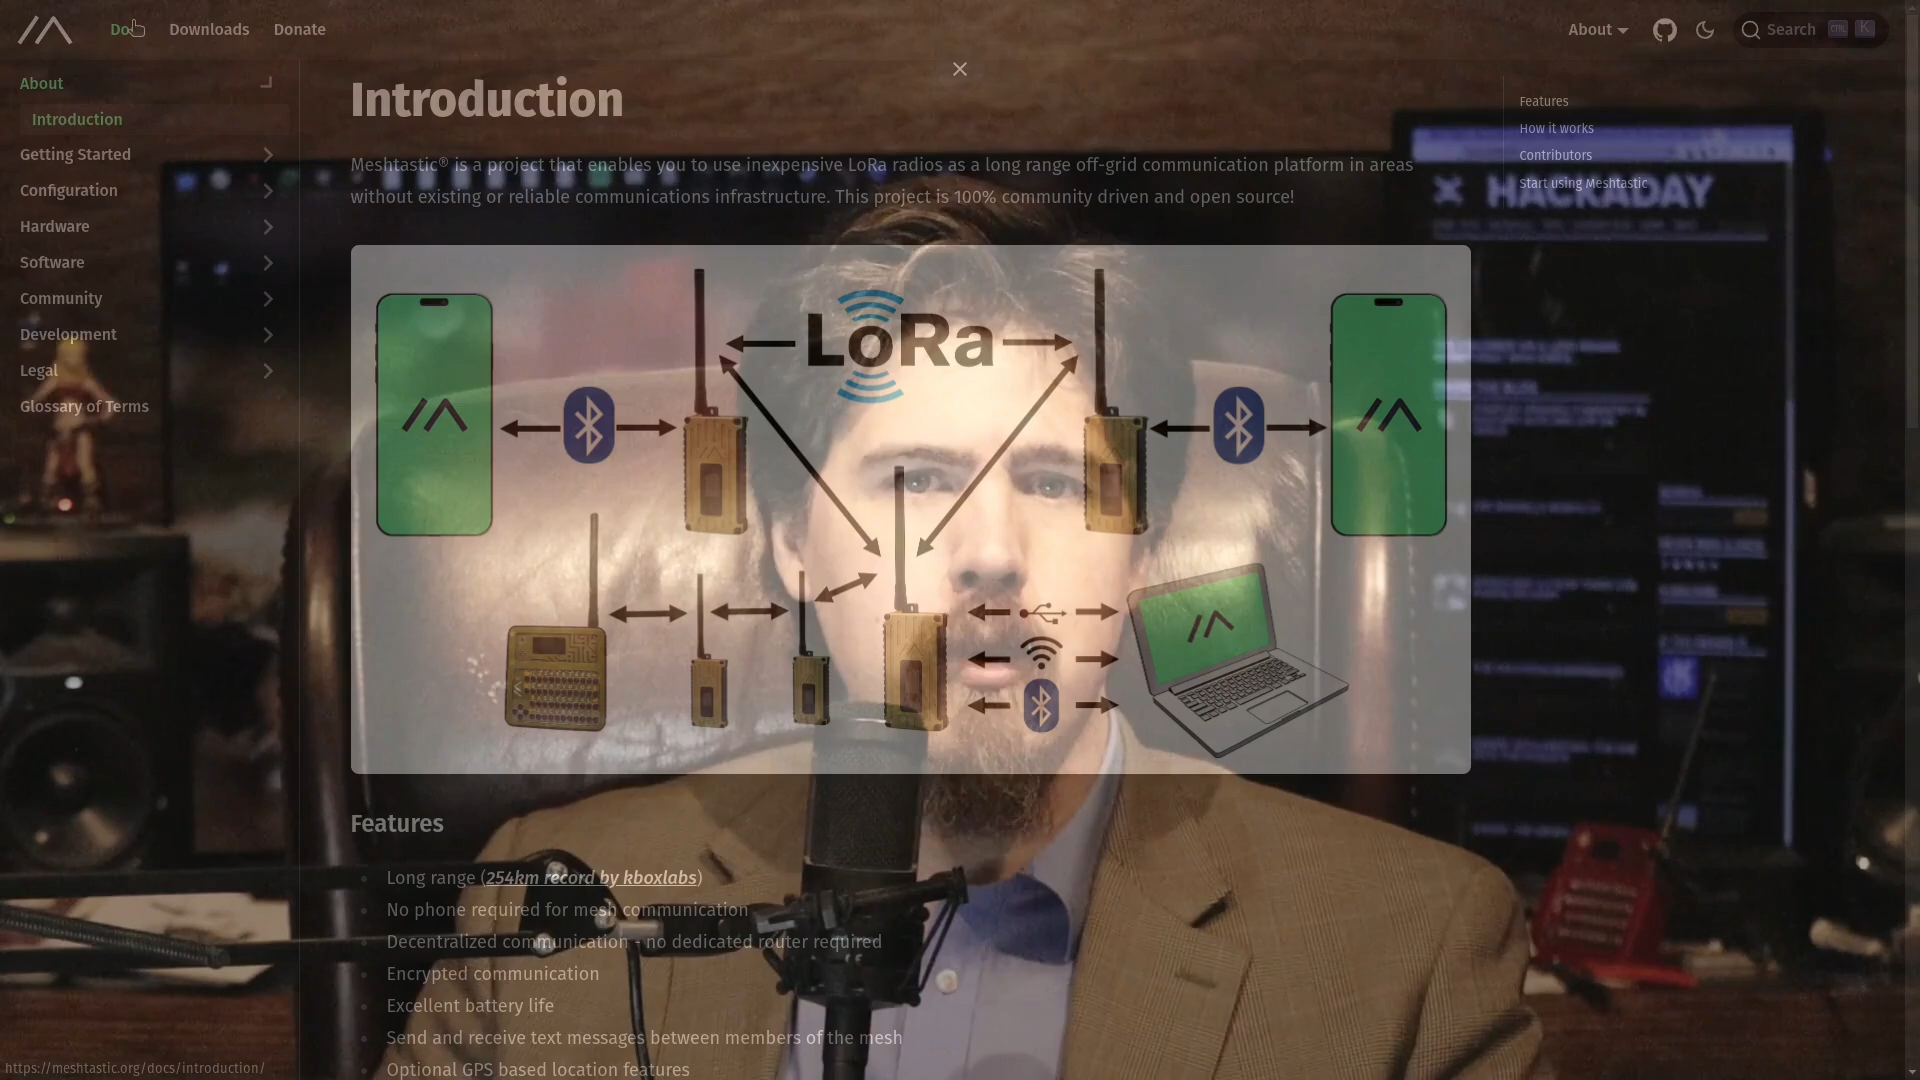 Docs Downloads Donate
About
Search
CTRL K
About
Introduction
Getting Started
Configuration
Hardware
Software
Community
Development
Legal
Glossary of Terms
Introduction
Meshtastic® is a project that enables you to use inexpensive LoRa radios as a long range off-grid communication platform in areas
without existing or reliable communications infrastructure. This project is 100% community driven and open source!
LoRa
Features
Long range (254km record by kboxlabs)
No phone required for mesh communication
Decentralized communication - no dedicated router required
Encrypted communication
Excellent battery life
Send and receive text messages between members of the mesh
Optional GPS based location features
Features
How it works
Contributors
Start using Meshtastic
HACKADAY
https://meshtastic.org/docs/introduction/